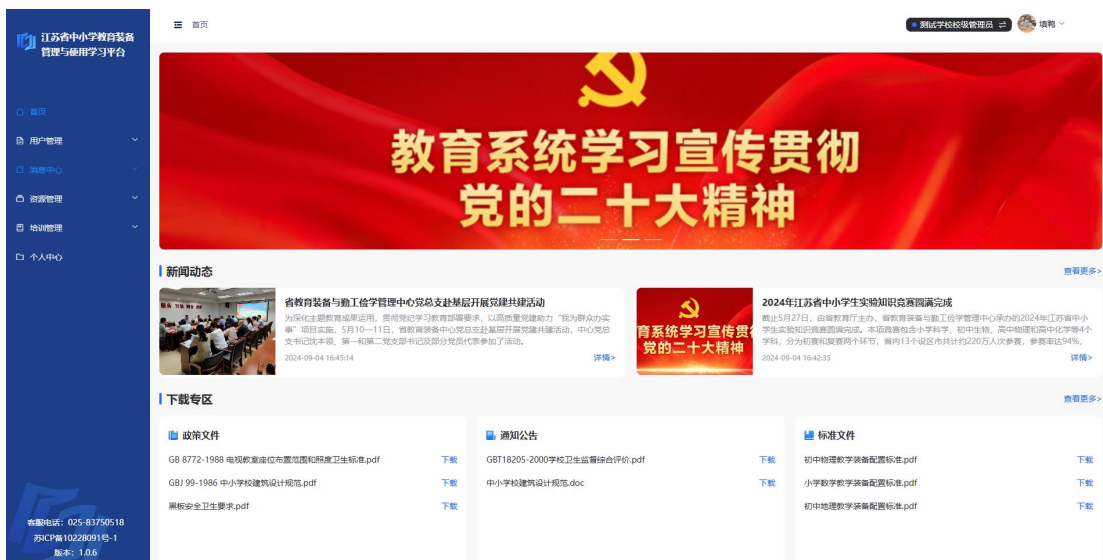 江苏省中小学教育装备
管理与使用学习平台
首页
用户管理
消息中心
资源管理
培训管理
个人中心
客服电话：025-83750518
苏ICP备10228091号-1
版本：1.0.6
首页
测试学校校级管理员
墙鸭
教育系统学习宣传贯彻
党的二十大精神
新闻动态
查看更多>
省教育装备与勤工俭学管理中心党总支赴基层开展党建共建活动
为深化主题教育成果运用，贯彻党纪学习教育部署要求，以高质量党建助力“我为群众办实
事”项目实施，5月10—11日，省教育装备中心党总支赴基层开展党建共建活动，中心党总
支书记沈本领、第一和第二党支部书记及部分党员代表参加了活动。
2024-09-04 16:45:14
详情>
育系统学习宣传贯
党的二十大精神
2024年江苏省中小学生实验知识竞赛圆满完成
截止5月27日，由省教育厅主办，省教育装备与勤工俭学管理中心承办的2024年江苏省中小
学生实验知识竞赛圆满完成。本项竞赛包含小学科学、初中生物、高中物理和高中化学等4个
学科，分为初赛和复赛两个环节，省内13个设区市共计约220万人次参赛，参赛率达94%，
2024-09-04 16:42:35
详情>
下载专区
查看更多>
政策文件
GB 8772-1988 电视教室座位布置范围和照度卫生标准.pdf
下载
GBJ 99-1986 中小学校建筑设计规范.pdf
下载
黑板安全卫生要求.pdf
下载
通知公告
GBT18205-2000学校卫生监督综合评价.pdf
下载
中小学校建筑设计规范.doc
下载
标准文件
初中物理教学装备配置标准.pdf
下载
小学数学教学装备配置标准.pdf
下载
初中地理教学装备配置标准.pdf
下载